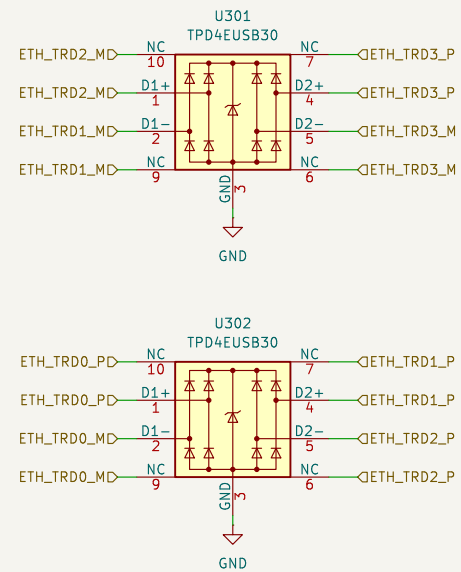 U301
TPD4EUSB30
ETH_TRD2_M NC 10 NC 7 ETH_TRD3_P
ETH_TRD2_M D1+ 1 D2+ 4 ETH_TRD3_P
ETH_TRD1_M D1- 2 D2- 5 ETH_TRD3_M
ETH_TRD1_M NC 9 NC 6 ETH_TRD3_M
GND 3
GND
U302
TPD4EUSB30
ETH_TRD0_P NC 10 NC 7 ETH_TRD1_P
ETH_TRD0_P D1+ 1 D2+ 4 ETH_TRD1_P
ETH_TRD0_M D1- 2 D2- 5 ETH_TRD2_P
ETH_TRD0_M NC 9 NC 6 ETH_TRD2_P
GND 3
GND